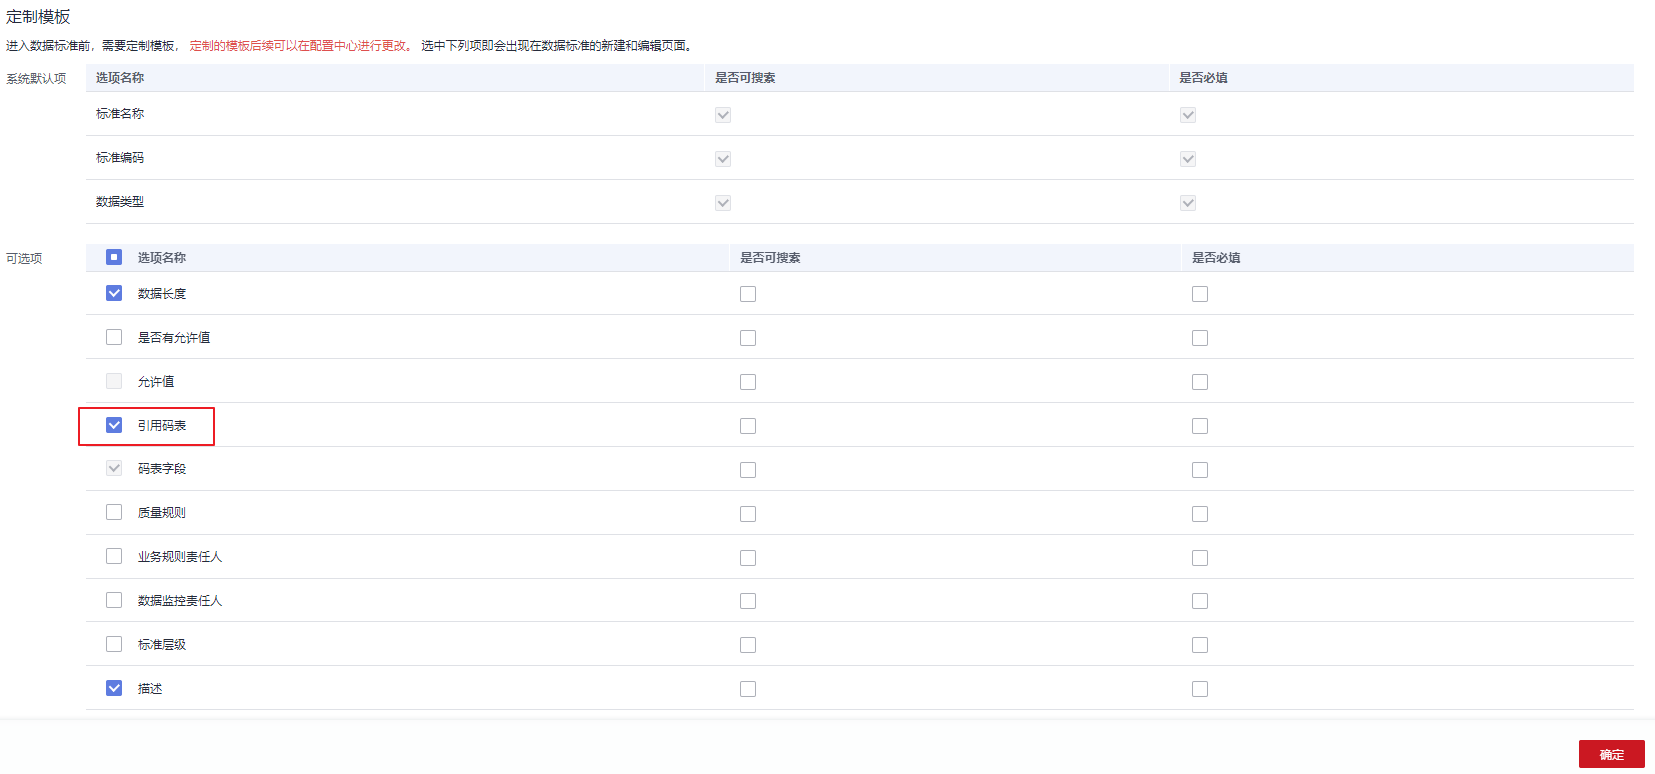 定制模板
进入数据标准前，需要定制模板， 定制的模板后续可以在配置中心进行更改。 选中下列项即会出现在数据标准的新建和编辑页面。
系统默认项 选项名称 是否可搜索 是否必填
标准名称
标准编码
数据类型
可选项 选项名称 是否可搜索 是否必填
数据长度
是否有允许值
允许值
引用码表
码表字段
质量规则
业务规则责任人
数据监控责任人
标准层级
描述
确定